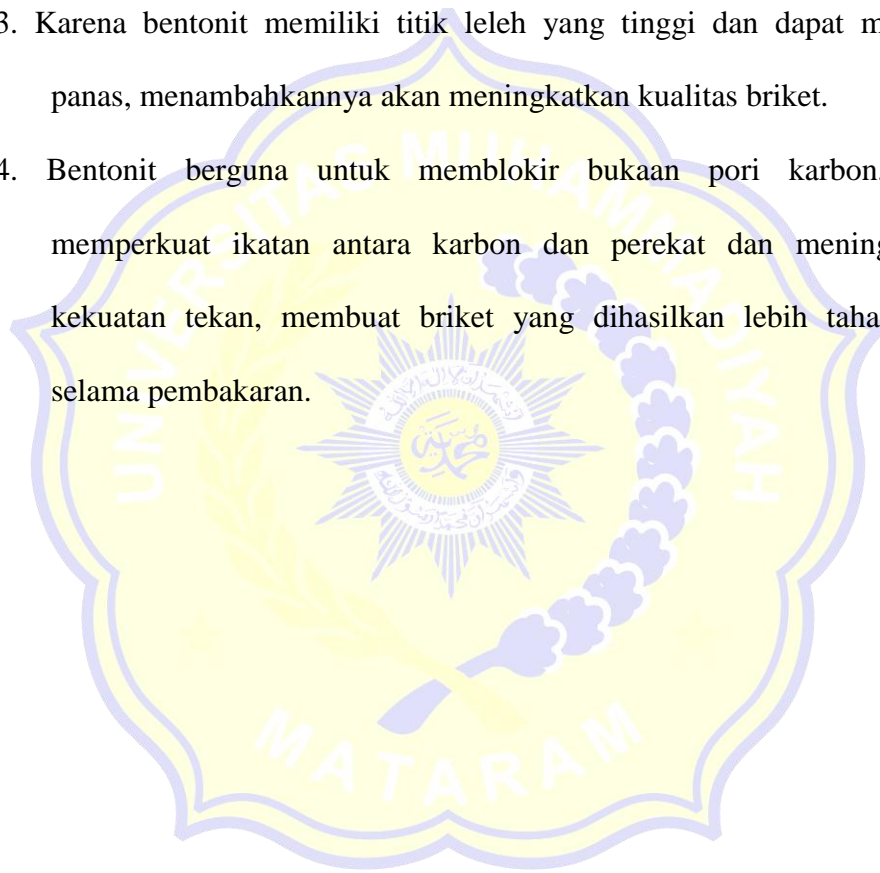 3. Karena bentonit memiliki titik leleh yang tinggi dan dapat m
panas, menambahkannya akan meningkatkan kualitas briket.
4. Bentonit berguna untuk memblokir bukaan pori karbon,
memperkuat ikatan antara karbon dan perekat dan mening
kekuatan tekan, membuat briket yang dihasilkan lebih taha
selama pembakaran.
UNIVERSITAS MUHAMMADIYAH
MATARAM